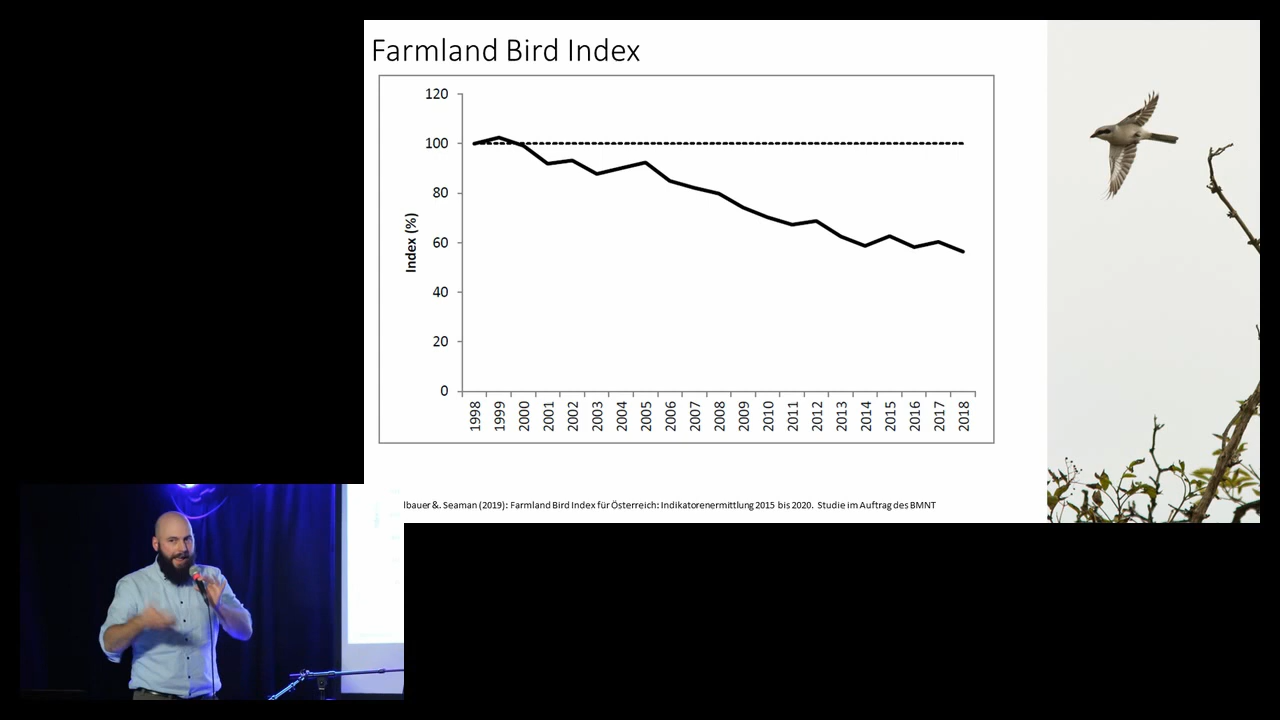 Farmland Bird Index
120
100
80
60
40
20
0
Index (%)
1998 1999 2000 2001 2002 2003 2004 2005 2006 2007 2008 2009 2010 2011 2012 2013 2014 2015 2016 2017 2018
lbauer &. Seaman (2019): Farmland Bird Index für Österreich: Indikatorenermittlung 2015 bis 2020. Studie im Auftrag des BMNT